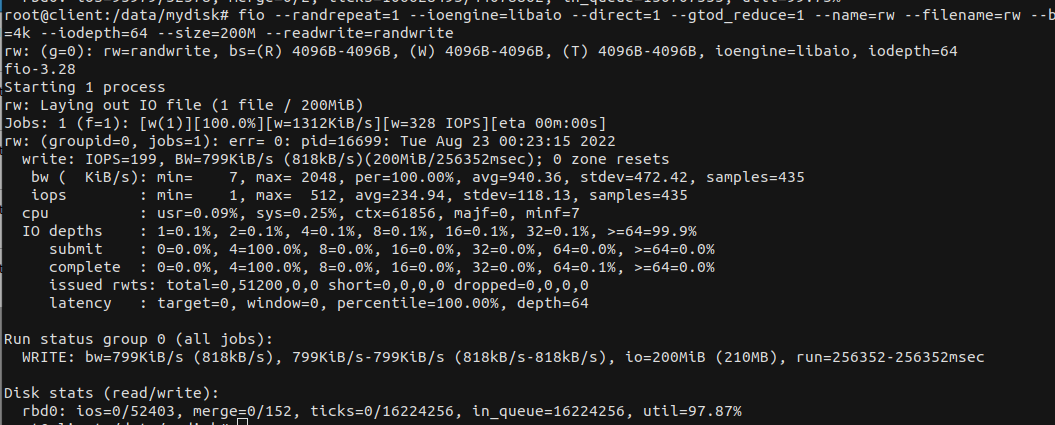 root@client:/data/mydisk# fio --randrepeat=1 --ioengine=libaio --direct=1 --gtod_reduce=1 --name=rw --filename=rw --b
=4k --iodepth=64 --size=200M --readwrite=randwrite
rw: (g=0): rw=randwrite, bs=(R) 4096B-4096B, (W) 4096B-4096B, (T) 4096B-4096B, ioengine=libaio, iodepth=64
fio-3.28
Starting 1 process
rw: Laying out IO file (1 file / 200MiB)
Jobs: 1 (f=1): [w(1)][100.0%][w=1312KiB/s][w=328 IOPS][eta 00m:00s]
rw: (groupid=0, jobs=1): err= 0: pid=16699: Tue Aug 23 00:23:15 2022
  write: IOPS=199, BW=799KiB/s (818kB/s)(200MiB/256352msec); 0 zone resets
   bw (  KiB/s): min=    7, max= 2048, per=100.00%, avg=940.36, stdev=472.42, samples=435
   iops        : min=    1, max=  512, avg=234.94, stdev=118.13, samples=435
  cpu          : usr=0.09%, sys=0.25%, ctx=61856, majf=0, minf=7
  IO depths    : 1=0.1%, 2=0.1%, 4=0.1%, 8=0.1%, 16=0.1%, 32=0.1%, >=64=99.9%
     submit    : 0=0.0%, 4=100.0%, 8=0.0%, 16=0.0%, 32=0.0%, 64=0.0%, >=64=0.0%
     complete  : 0=0.0%, 4=100.0%, 8=0.0%, 16=0.0%, 32=0.0%, 64=0.1%, >=64=0.0%
     issued rwts: total=0,51200,0,0 short=0,0,0,0 dropped=0,0,0,0
     latency   : target=0, window=0, percentile=100.00%, depth=64
Run status group 0 (all jobs):
  WRITE: bw=799KiB/s (818kB/s), 799KiB/s-799KiB/s (818kB/s-818kB/s), io=200MiB (210MB), run=256352-256352msec
Disk stats (read/write):
  rbd0: ios=0/52403, merge=0/152, ticks=0/16224256, in_queue=16224256, util=97.87%